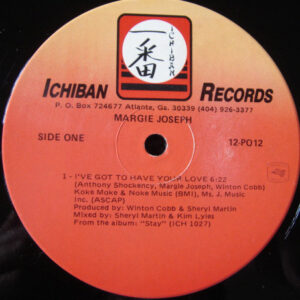 一番
ICHIBAN
ICHIBAN RECORDS
P. O. Box 724677 Atlanta, Ga. 30339 (404) 926-3377
MARGIE JOSEPH
SIDE ONE
12-PO12
1 - I'VE GOT TO HAVE YOUR LOVE 6:22
(Anthony Shockency, Margie Joseph, Winton Cobb)
Koke Moke & Noke Music (BMI), Ms. J. Music
Inc. (ASCAP)
Produced by: Winton Cobb & Sheryl Martin
Mixed by: Sheryl Martin & Kim Lyles
From the album: "Stay" (ICH 1027)